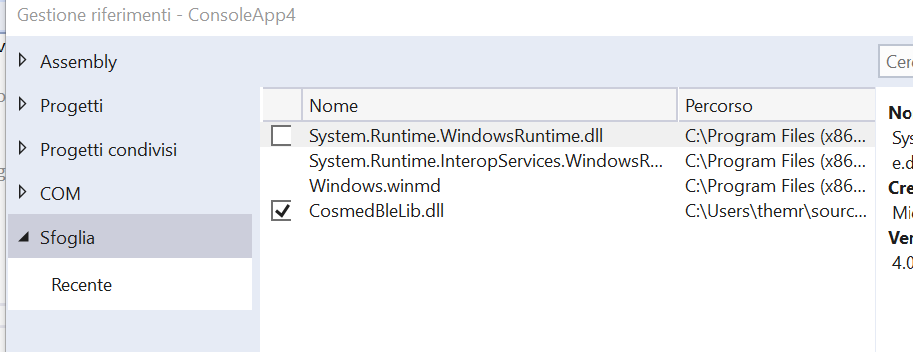 Gestione riferimenti - ConsoleApp4
Assembly
Progetti
Progetti condivisi
COM
Sfoglia
Recente
Nome Percorso
System.Runtime.WindowsRuntime.dll C:\Program Files (x86...
System.Runtime.InteropServices.WindowsR... C:\Program Files (x86...
Windows.winmd C:\Program Files (x86...
CosmedBleLib.dll C:\Users\themr\sourc...
Cerc
No
Sys
e.d
Cre
Mic
Ver
4.0